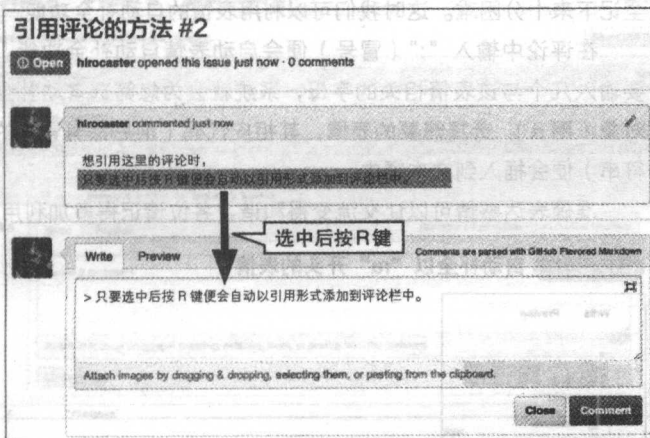 引用评论的方法 #2
Open hirocaster opened this issue just now · 0 comments
hirocaster commented just now
想引用这里的评论时,
只要选中后按 R 键便会自动以引用形式添加到评论栏中。
选中后按R键
Write Preview Comments are parsed with GitHub Flavored Markdown
> 只要选中后按 R 键便会自动以引用形式添加到评论栏中。
Attach images by dragging & dropping, selecting them, or pasting from the clipboard.
Close Comment